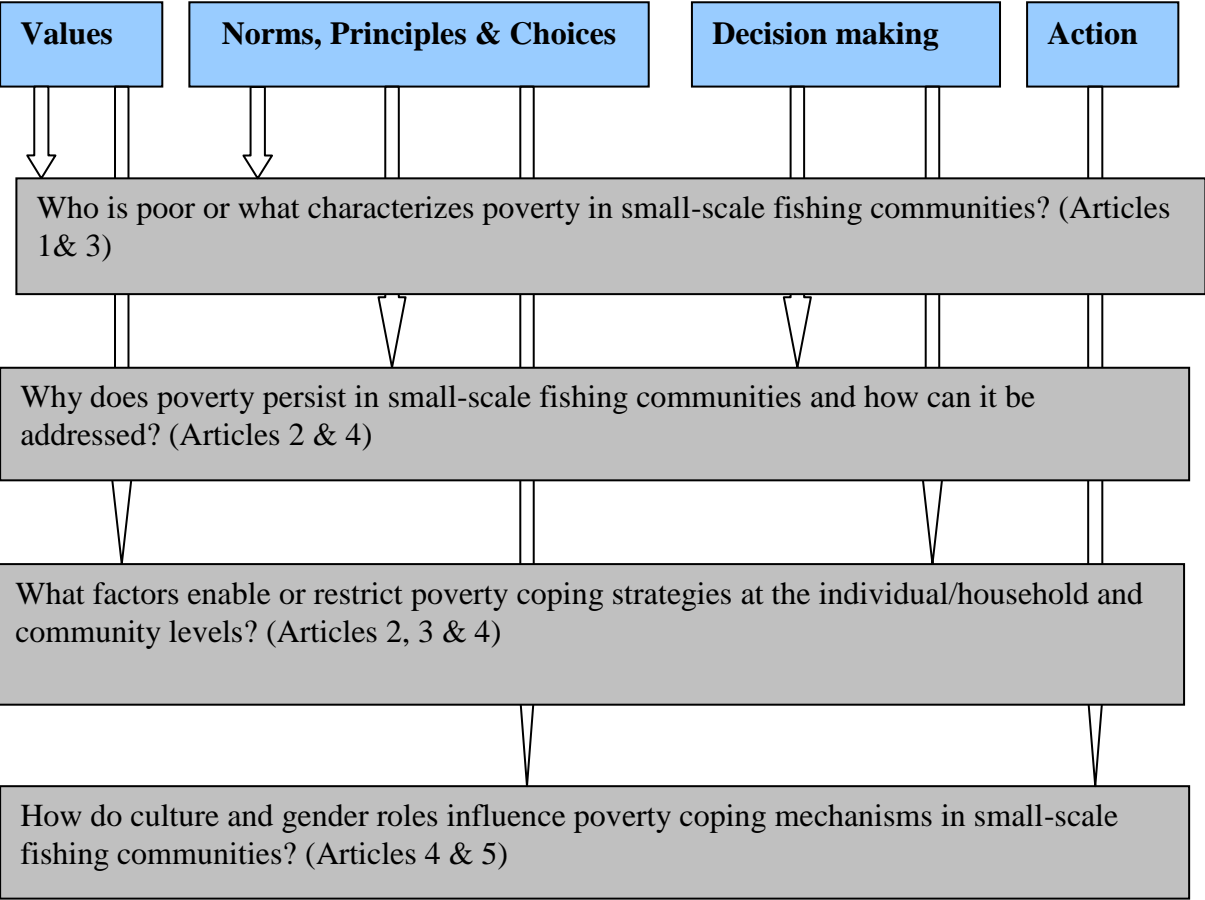 Values
Norms, Principles & Choices
Decision making
Action
Who is poor or what characterizes poverty in small-scale fishing communities? (Articles
1& 3)
Why does poverty persist in small-scale fishing communities and how can it be
addressed? (Articles 2 & 4)
What factors enable or restrict poverty coping strategies at the individual/household and
community levels? (Articles 2, 3 & 4)
How do culture and gender roles influence poverty coping mechanisms in small-scale
fishing communities? (Articles 4 & 5)